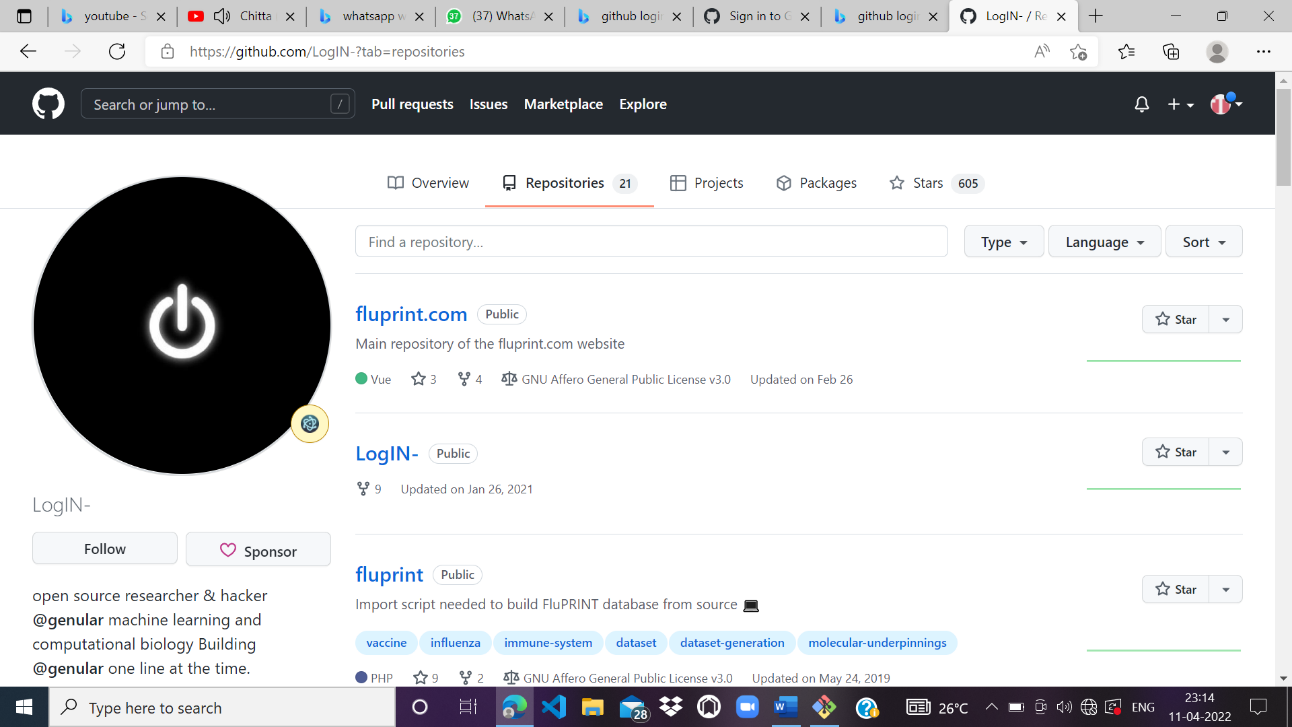 youtube - S
Chitta
whatsapp w
(37) WhatsA
github login
Sign in to G
github login
LogIN- / Re
https://github.com/LogIN-?tab=repositories
Search or jump to...
/
Pull requests
Issues
Marketplace
Explore
Overview
Repositories 21
Projects
Packages
Stars 605
Find a repository...
Type
Language
Sort
fluprint.com Public
Star
Main repository of the fluprint.com website
Vue 3 4 GNU Affero General Public License v3.0 Updated on Feb 26
LogIN- Public
Star
9 Updated on Jan 26, 2021
LogIN-
Follow
Sponsor
open source researcher & hacker
@genular machine learning and
computational biology Building
@genular one line at the time.
fluprint Public
Star
Import script needed to build FluPRINT database from source
vaccine influenza immune-system dataset dataset-generation molecular-underpinnings
PHP 9 2 GNU Affero General Public License v3.0 Updated on May 24, 2019
Type here to search
28
26°C
ENG
23:14
11-04-2022